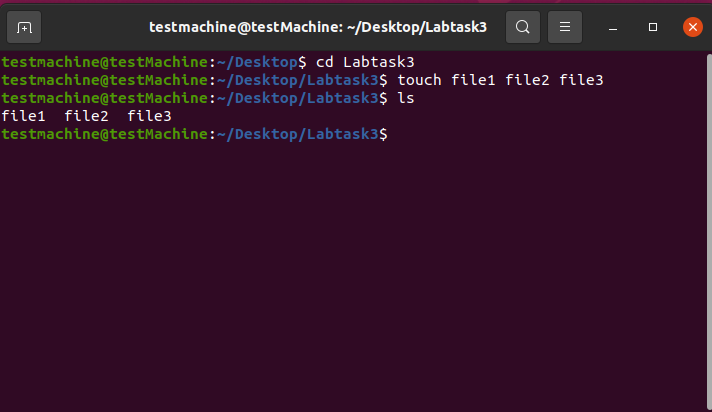 testmachine@testMachine: ~/Desktop/Labtask3
testmachine@testMachine:~/Desktop$ cd Labtask3
testmachine@testMachine:~/Desktop/Labtask3$ touch file1 file2 file3
testmachine@testMachine:~/Desktop/Labtask3$ ls
file1  file2  file3
testmachine@testMachine:~/Desktop/Labtask3$